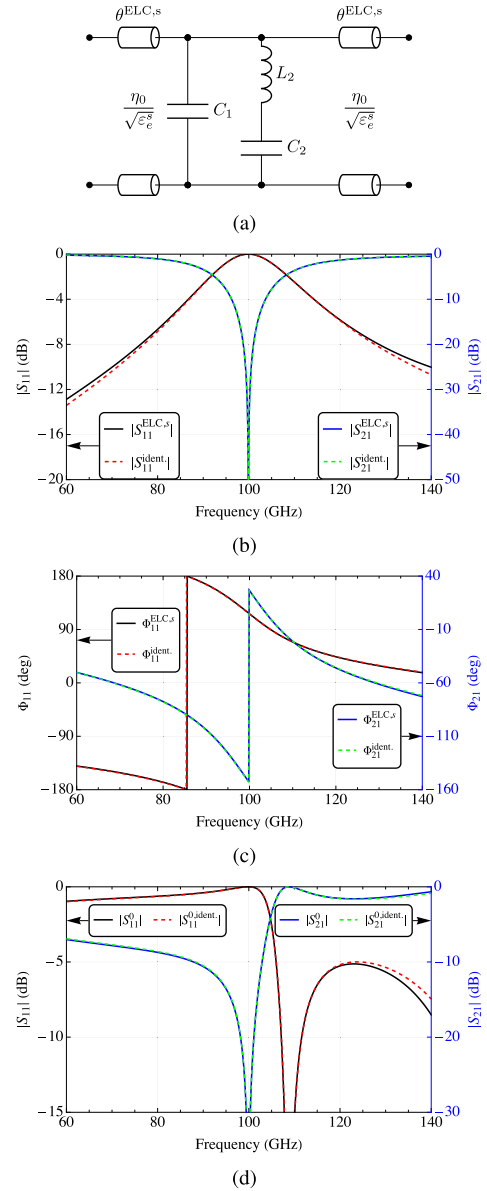 θ^ELC,s θ^ELC,s
L₂
η₀/√ε_e^s C₁ η₀/√ε_e^s
C₂
(a)
0 0
−4 −10
−8 −20
−12 −30
−16 −40
−20 −50
|S₁₁| (dB)
|S₂₁| (dB)
|S₁₁^ELC,s| |S₂₁^ELC,s|
|S₁₁^ident.| |S₂₁^ident.|
60 80 100 120 140
Frequency (GHz)
(b)
180 40
90 −10
0 −60
−90 −110
−180 −160
Φ₁₁ (deg)
Φ₂₁ (deg)
Φ₁₁^ELC,s
Φ₁₁^ident.
Φ₂₁^ELC,s
Φ₂₁^ident.
60 80 100 120 140
Frequency (GHz)
(c)
0 0
−5 −10
−10 −20
−15 −30
|S₁₁| (dB)
|S₂₁| (dB)
|S₁₁^0| |S₁₁^0,ident.| |S₂₁^0| |S₂₁^0,ident.|
60 80 100 120 140
Frequency (GHz)
(d)